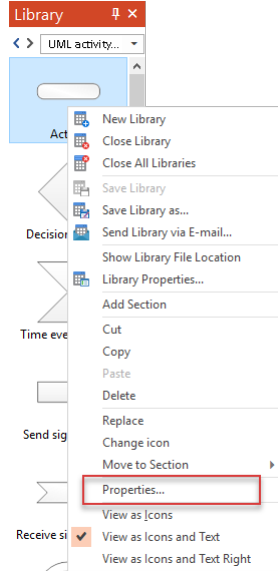 Library
UML activity...
Act
New Library
Close Library
Close All Libraries
Save Library
Save Library as...
Send Library via E-mail...
Show Library File Location
Library Properties...
Add Section
Cut
Copy
Paste
Delete
Replace
Change icon
Move to Section
Properties...
View as Icons
View as Icons and Text
View as Icons and Text Right
Decision
Time eve
Send sig
Receive si